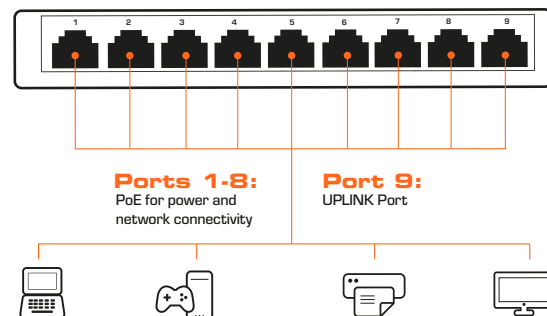 1 2 3 4 5 6 7 8 9
Ports 1-8:
PoE for power and
network connectivity
Port 9:
UPLINK Port